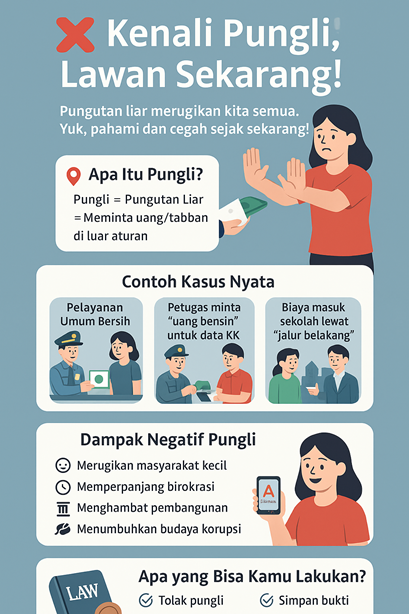 Kenali Pungli,
Lawan Sekarang!
Pungutan liar merugikan kita semua.
Yuk, pahami dan cegah sejak sekarang!
Apa Itu Pungli?
Pungli = Pungutan Liar
= Meminta uang/tabban
di luar aturan
Contoh Kasus Nyata
Pelayanan
Umum Bersih
Petugas minta
“uang bensin”
untuk data KK
Biaya masuk
sekolah lewat
“jalur belakang”
Dampak Negatif Pungli
Merugikan masyarakat kecil
Memperpanjang birokrasi
Menghambat pembangunan
Menumbuhkan budaya korupsi
A
Apa yang Bisa Kamu Lakukan?
LAW
Tolak pungli
Simpan bukti